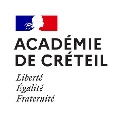 ACADÉMIE
DE CRÉTEIL
Liberté
Égalité
Fraternité